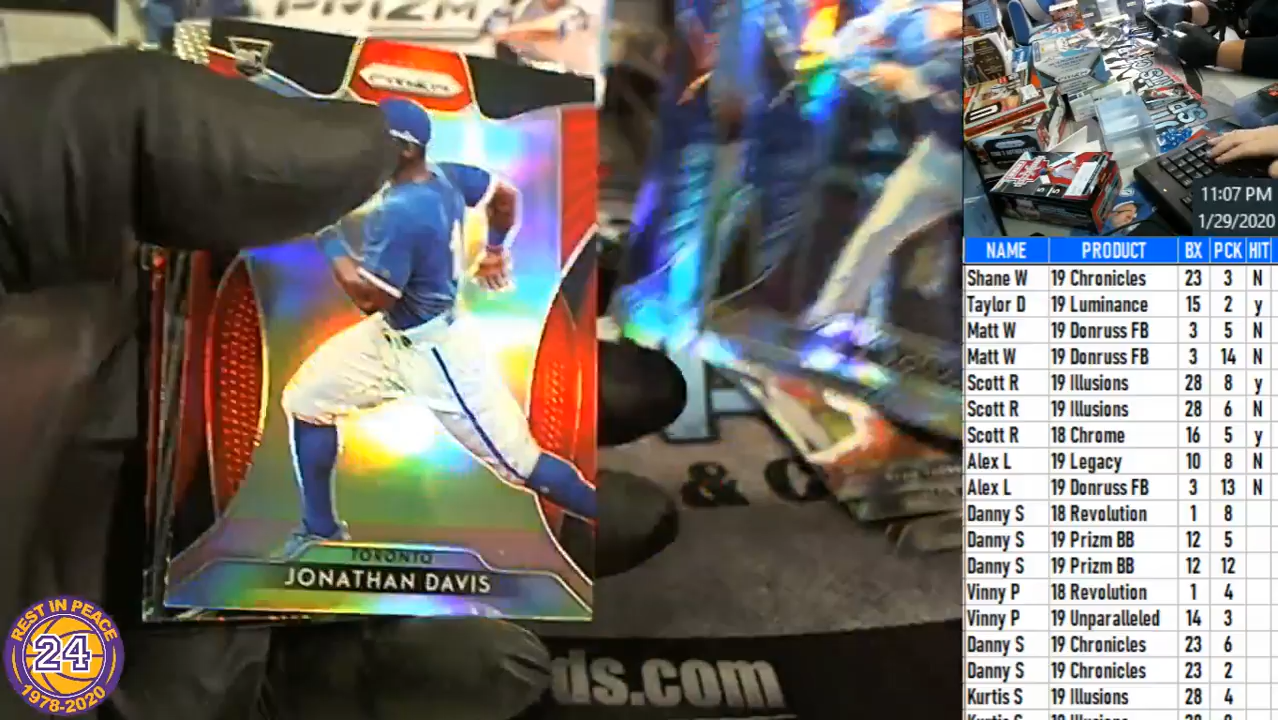 PRIZM
PRIZM
TORONTO
JONATHAN DAVIS
& C
ds.com
REST IN PEACE
24
1978-2020
11:07 PM
1/29/2020
NAME PRODUCT BX PCK HIT
Shane W 19 Chronicles 23 3 N
Taylor D 19 Luminance 15 2 y
Matt W 19 Donruss FB 3 5 N
Matt W 19 Donruss FB 3 14 N
Scott R 19 Illusions 28 8 y
Scott R 19 Illusions 28 6 N
Scott R 18 Chrome 16 5 y
Alex L 19 Legacy 10 8 N
Alex L 19 Donruss FB 3 13 N
Danny S 18 Revolution 1 8
Danny S 19 Prizm BB 12 5
Danny S 19 Prizm BB 12 12
Vinny P 18 Revolution 1 4
Vinny P 19 Unparalleled 14 3
Danny S 19 Chronicles 23 6
Danny S 19 Chronicles 23 2
Kurtis S 19 Illusions 28 4